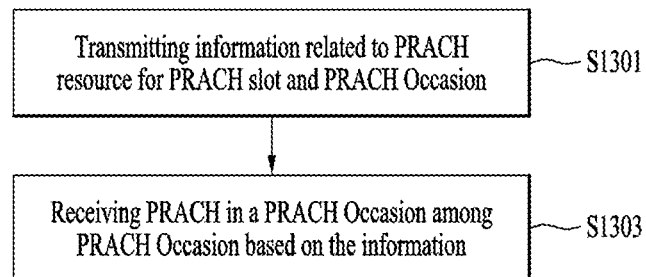 Transmitting information related to PRACH
resource for PRACH slot and PRACH Occasion
S1301
Receiving PRACH in a PRACH Occasion among
PRACH Occasion based on the information
S1303